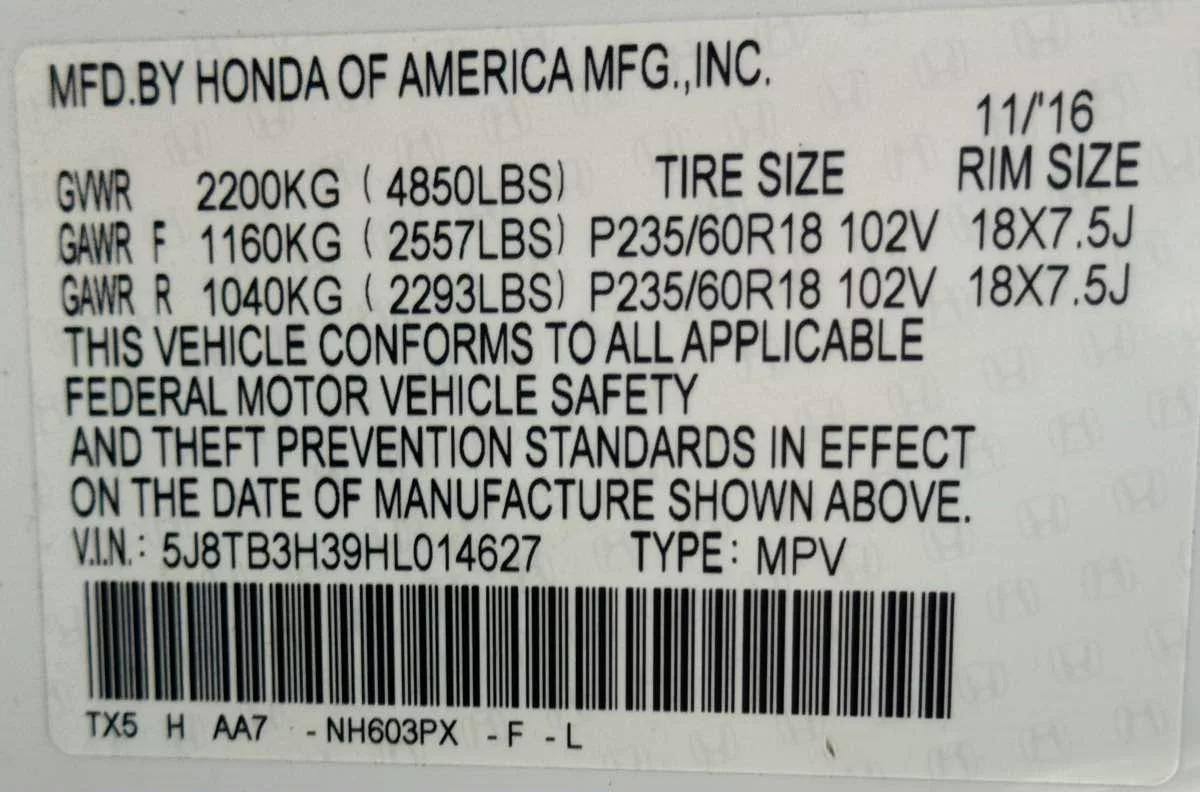 MFD.BY HONDA OF AMERICA MFG.,INC.
11/'16
GVWR 2200KG ( 4850LBS) TIRE SIZE RIM SIZE
GAWR F 1160KG ( 2557LBS) P235/60R18 102V 18X7.5J
GAWR R 1040KG ( 2293LBS) P235/60R18 102V 18X7.5J
THIS VEHICLE CONFORMS TO ALL APPLICABLE
FEDERAL MOTOR VEHICLE SAFETY
AND THEFT PREVENTION STANDARDS IN EFFECT
ON THE DATE OF MANUFACTURE SHOWN ABOVE.
V.I.N.: 5J8TB3H39HL014627 TYPE: MPV
TX5 H AA7 -NH603PX -F -L